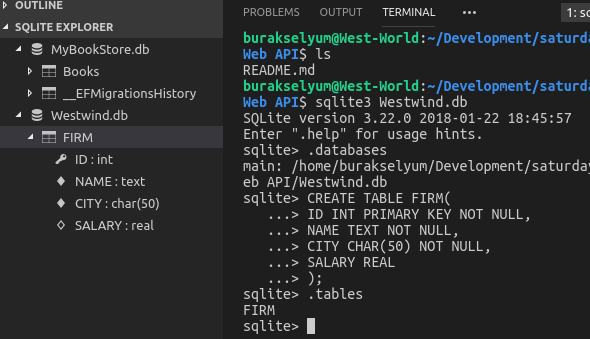 OUTLINE
SQLITE EXPLORER
MyBookStore.db
Books
__EFMigrationsHistory
Westwind.db
FIRM
ID : int
NAME : text
CITY : char(50)
SALARY : real
PROBLEMS OUTPUT TERMINAL ••• 1: s
burakselyum@West-World:~/Development/saturda
Web API$ ls
README.md
burakselyum@West-World:~/Development/saturda
Web API$ sqlite3 Westwind.db
SQLite version 3.22.0 2018-01-22 18:45:57
Enter ".help" for usage hints.
sqlite> .databases
main: /home/burakselyum/Development/saturday
eb API/Westwind.db
sqlite> CREATE TABLE FIRM(
...> ID INT PRIMARY KEY NOT NULL,
...> NAME TEXT NOT NULL,
...> CITY CHAR(50) NOT NULL,
...> SALARY REAL
...> );
sqlite> .tables
FIRM
sqlite>